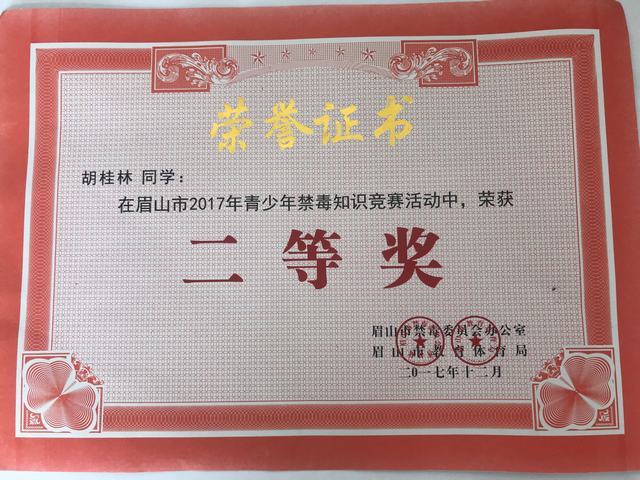 荣誉证书
胡桂林 同学：
在眉山市2017年青少年禁毒知识竞赛活动中，荣获
二等奖
眉山市禁毒委员会办公室
眉山市教育体育局
二〇一七年十二月